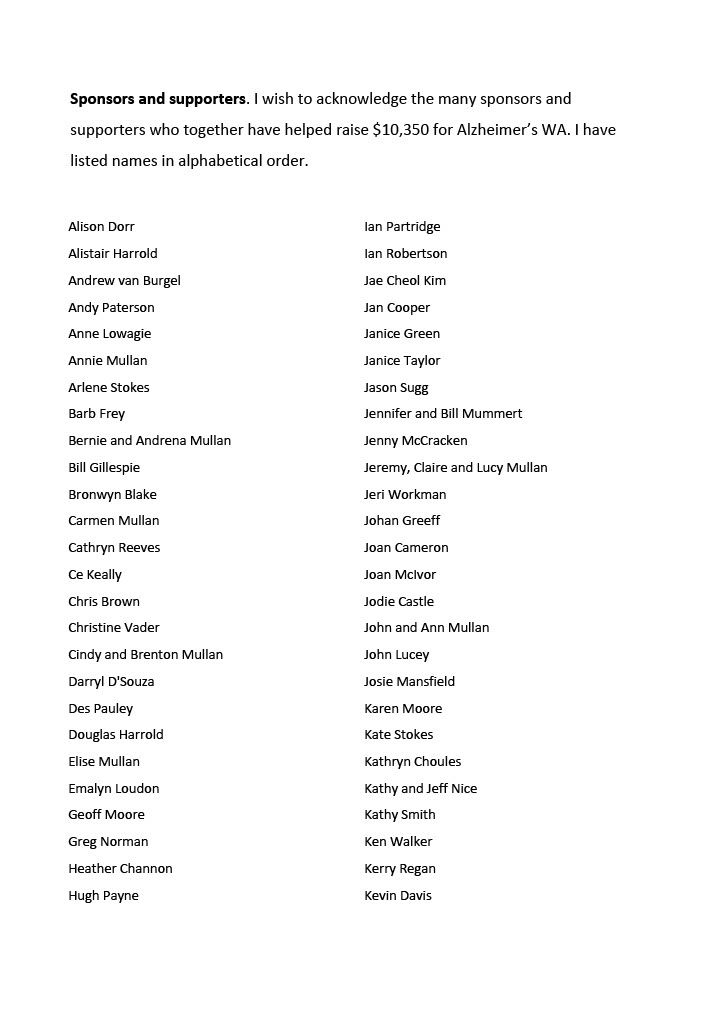 Sponsors and supporters. I wish to acknowledge the many sponsors and
supporters who together have helped raise $10,350 for Alzheimer’s WA. I have
listed names in alphabetical order.
Alison Dorr
Alistair Harrold
Andrew van Burgel
Andy Paterson
Anne Lowagie
Annie Mullan
Arlene Stokes
Barb Frey
Bernie and Andrena Mullan
Bill Gillespie
Bronwyn Blake
Carmen Mullan
Cathryn Reeves
Ce Keally
Chris Brown
Christine Vader
Cindy and Brenton Mullan
Darryl D'Souza
Des Pauley
Douglas Harrold
Elise Mullan
Emalyn Loudon
Geoff Moore
Greg Norman
Heather Channon
Hugh Payne
Ian Partridge
Ian Robertson
Jae Cheol Kim
Jan Cooper
Janice Green
Janice Taylor
Jason Sugg
Jennifer and Bill Mummert
Jenny McCracken
Jeremy, Claire and Lucy Mullan
Jeri Workman
Johan Greeff
Joan Cameron
Joan McIvor
Jodie Castle
John and Ann Mullan
John Lucey
Josie Mansfield
Karen Moore
Kate Stokes
Kathryn Choules
Kathy and Jeff Nice
Kathy Smith
Ken Walker
Kerry Regan
Kevin Davis